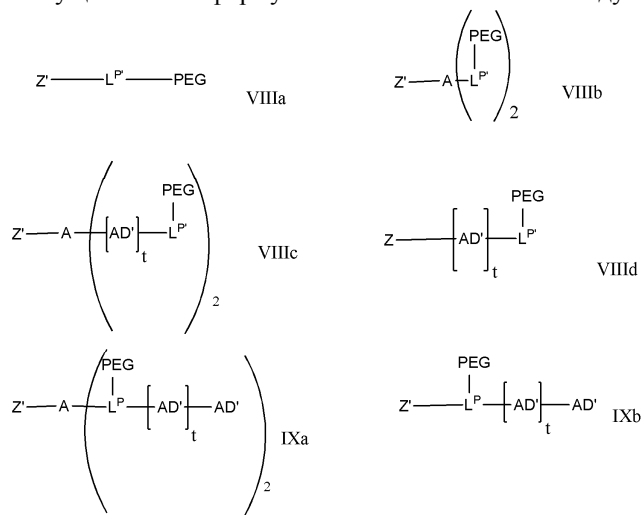 Z' L^P' PEG VIIIa
PEG
Z' A L^P' 2 VIIIb
PEG
Z' A AD' t L^P' 2 VIIIc
PEG
Z AD' t L^P' VIIId
PEG
Z' A L^P AD' t AD' 2 IXa
PEG
Z' L^P AD' t AD' IXb